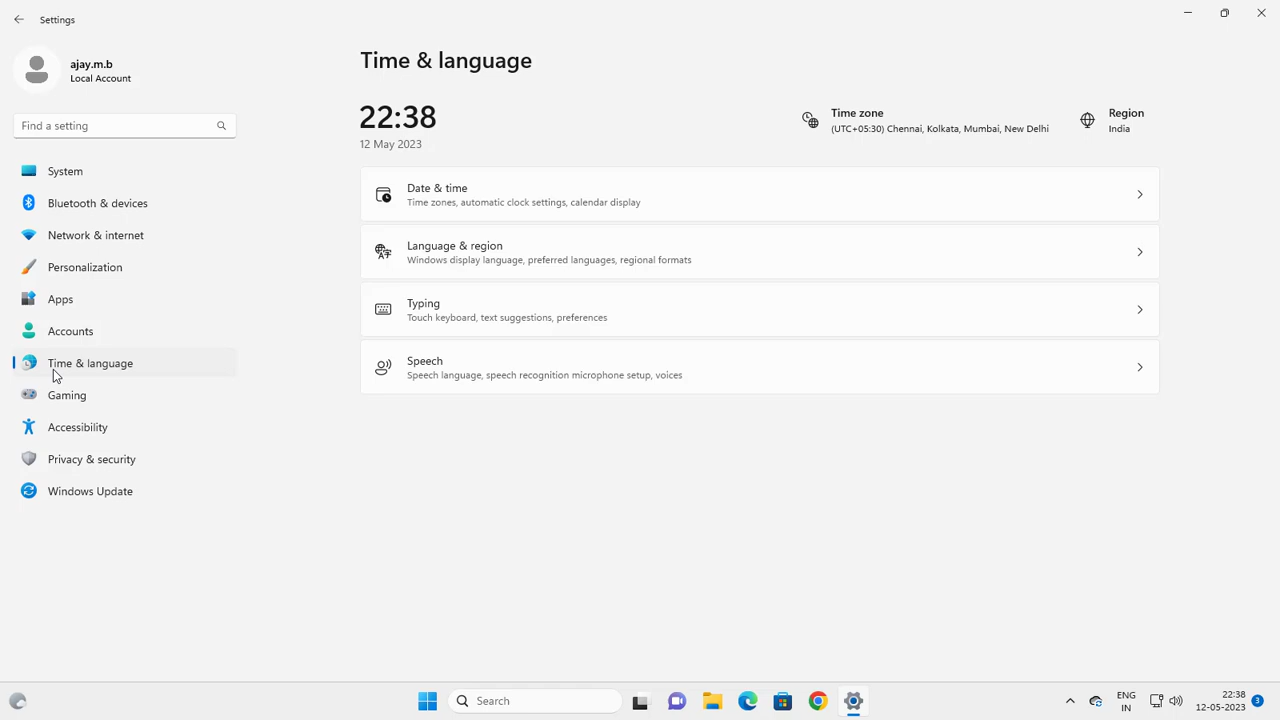 Settings
ajay.m.b
Local Account
Find a setting
System
Bluetooth & devices
Network & internet
Personalization
Apps
Accounts
Time & language
Gaming
Accessibility
Privacy & security
Windows Update
Time & language
22:38
12 May 2023
Time zone
(UTC+05:30) Chennai, Kolkata, Mumbai, New Delhi
Region
India
Date & time
Time zones, automatic clock settings, calendar display
Language & region
Windows display language, preferred languages, regional formats
Typing
Touch keyboard, text suggestions, preferences
Speech
Speech language, speech recognition microphone setup, voices
Search
ENG
IN
22:38
12-05-2023
3